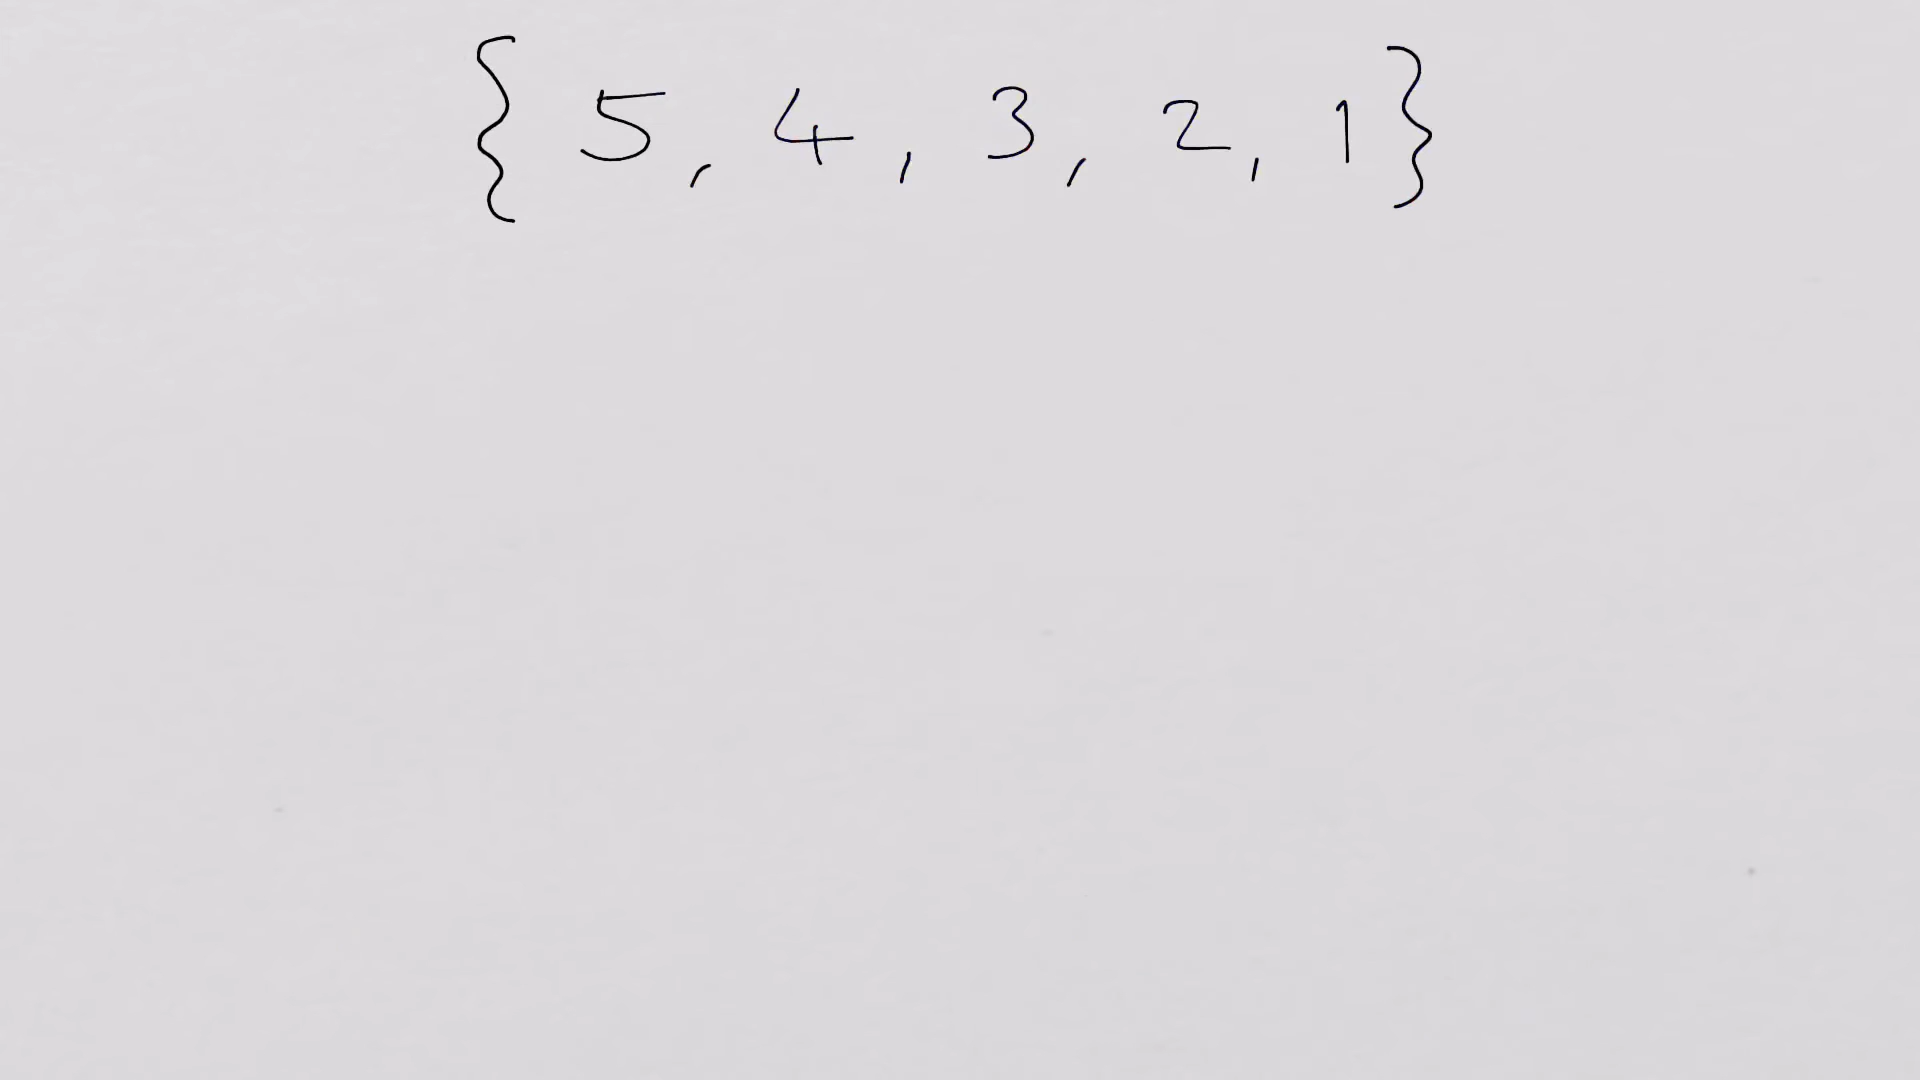 { 5, 4, 3, 2, 1}